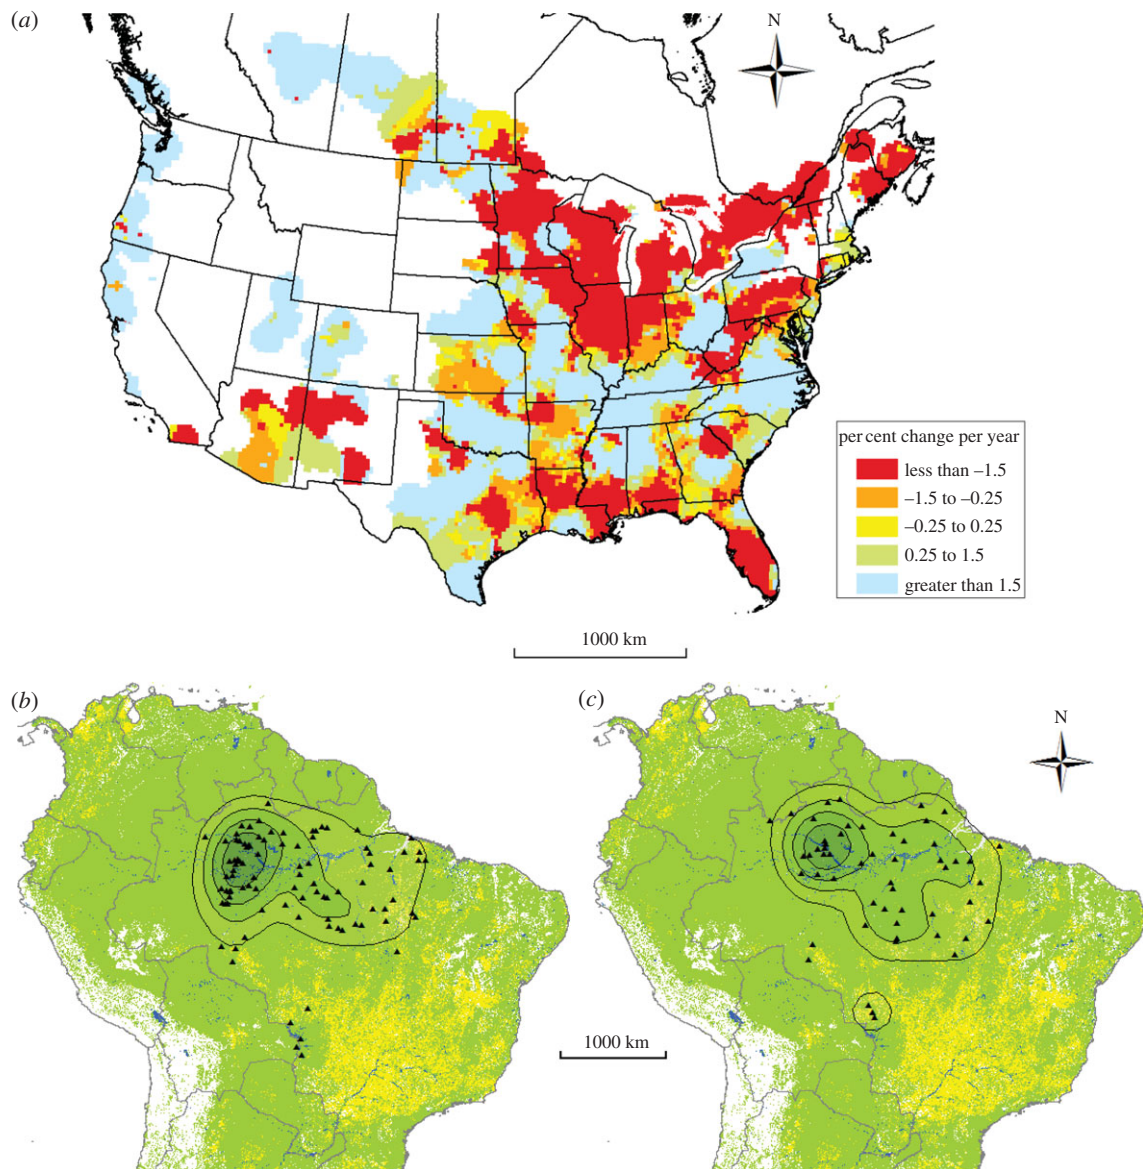 (a)
N
per cent change per year
less than –1.5
–1.5 to –0.25
–0.25 to 0.25
0.25 to 1.5
greater than 1.5
1000 km
(b)
(c)
N
1000 km